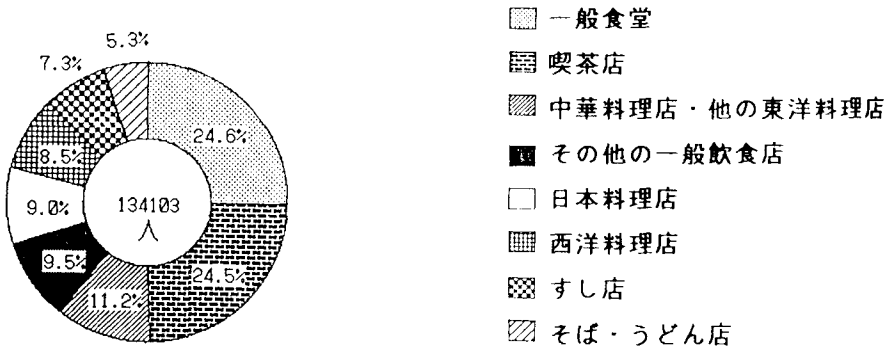 5.3%
7.3%
24.6%
8.5%
9.0%
134103
人
9.5%
24.5%
11.2%
一般食堂
喫茶店
中華料理店・他の東洋料理店
その他の一般飲食店
日本料理店
西洋料理店
すし店
そば・うどん店